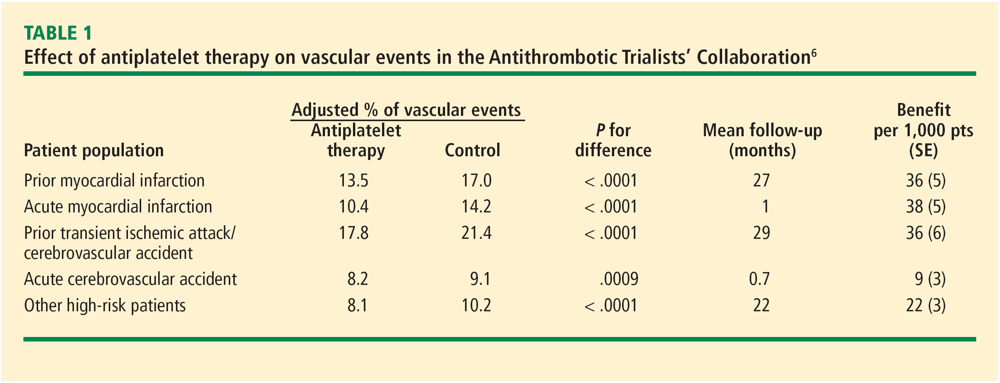 TABLE 1
Effect of antiplatelet therapy on vascular events in the Antithrombotic Trialists’ Collaboration6
Adjusted % of vascular events Benefit
Antiplatelet P for Mean follow-up per 1,000 pts
Patient population therapy Control difference (months) (SE)
Prior myocardial infarction 13.5 17.0 < .0001 27 36 (5)
Acute myocardial infarction 10.4 14.2 < .0001 1 38 (5)
Prior transient ischemic attack/ 17.8 21.4 < .0001 29 36 (6)
cerebrovascular accident
Acute cerebrovascular accident 8.2 9.1 .0009 0.7 9 (3)
Other high-risk patients 8.1 10.2 < .0001 22 22 (3)